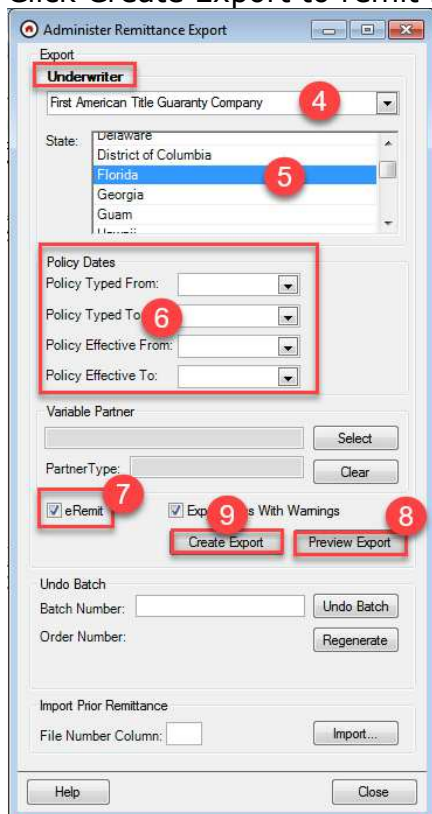 Click Create Export to remit
Administer Remittance Export
Export
Underwriter
First American Title Guaranty Company
4
State:
Delaware
District of Columbia
Florida
5
Georgia
Guam
Policy Dates
Policy Typed From:
Policy Typed To
6
Policy Effective From:
Policy Effective To:
Variable Partner
Select
PartnerType:
Clear
7
eRemit
9
s With Warnings
8
Create Export
Preview Export
Undo Batch
Batch Number:
Undo Batch
Order Number:
Regenerate
Import Prior Remittance
File Number Column:
Import...
Help
Close